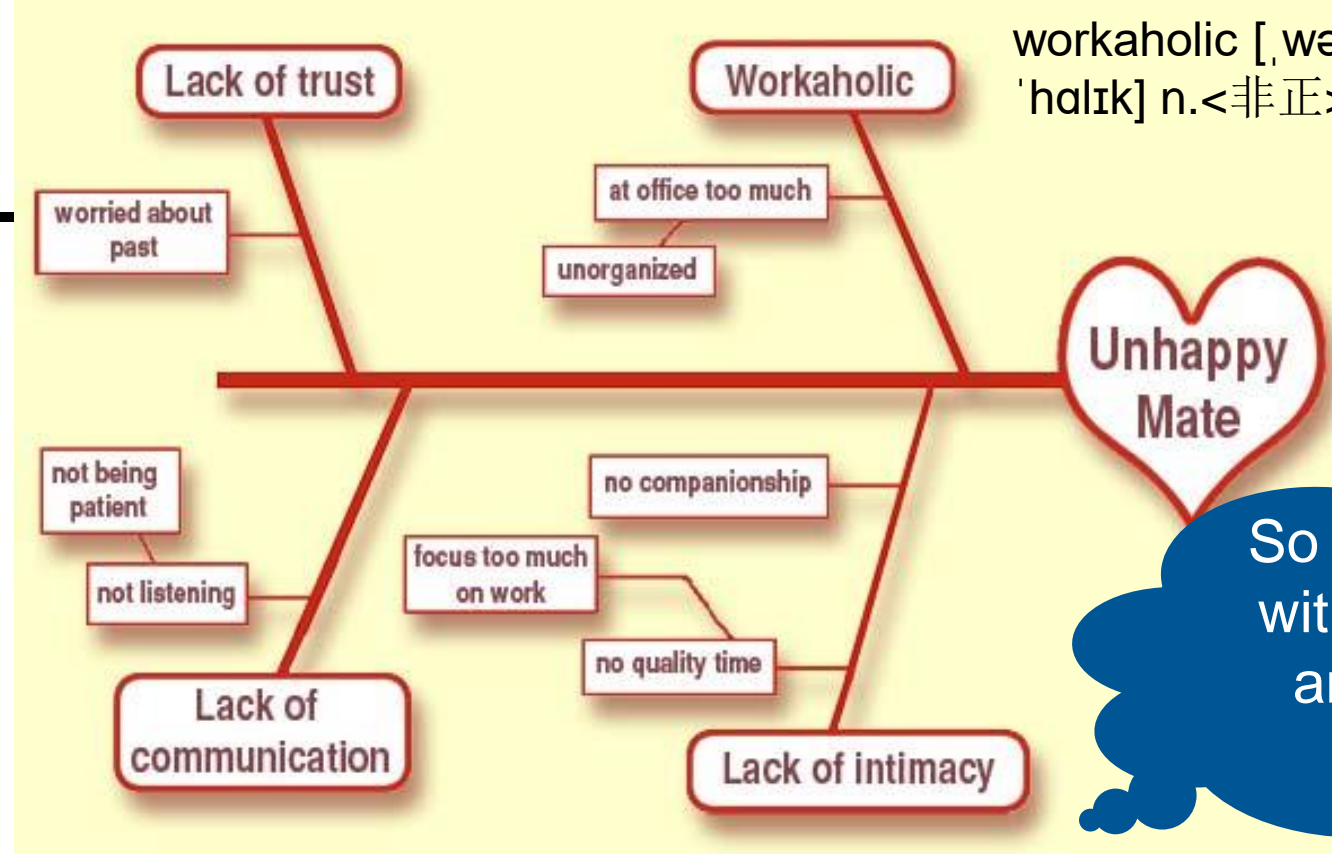 Lack of trust
Workaholic
workaholic [ˌwə
ˈhɑlɪk] n.<非正>
worried about
past
at office too much
unorganized
Unhappy
Mate
not being
patient
not listening
no companionship
focus too much
on work
no quality time
Lack of
communication
Lack of intimacy
So